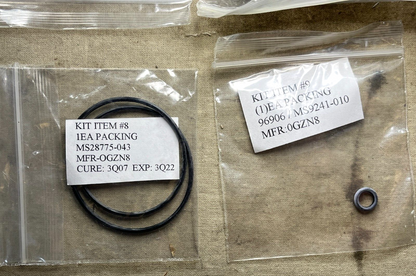 KIT ITEM #8
1EA PACKING
MS28775-043
MFR-OGZN8
CURE: 3Q07 EXP: 3Q22
KIT ITEM #9
(1)EA PACKING
96906 / MS9241-010
MFR:0GZN8